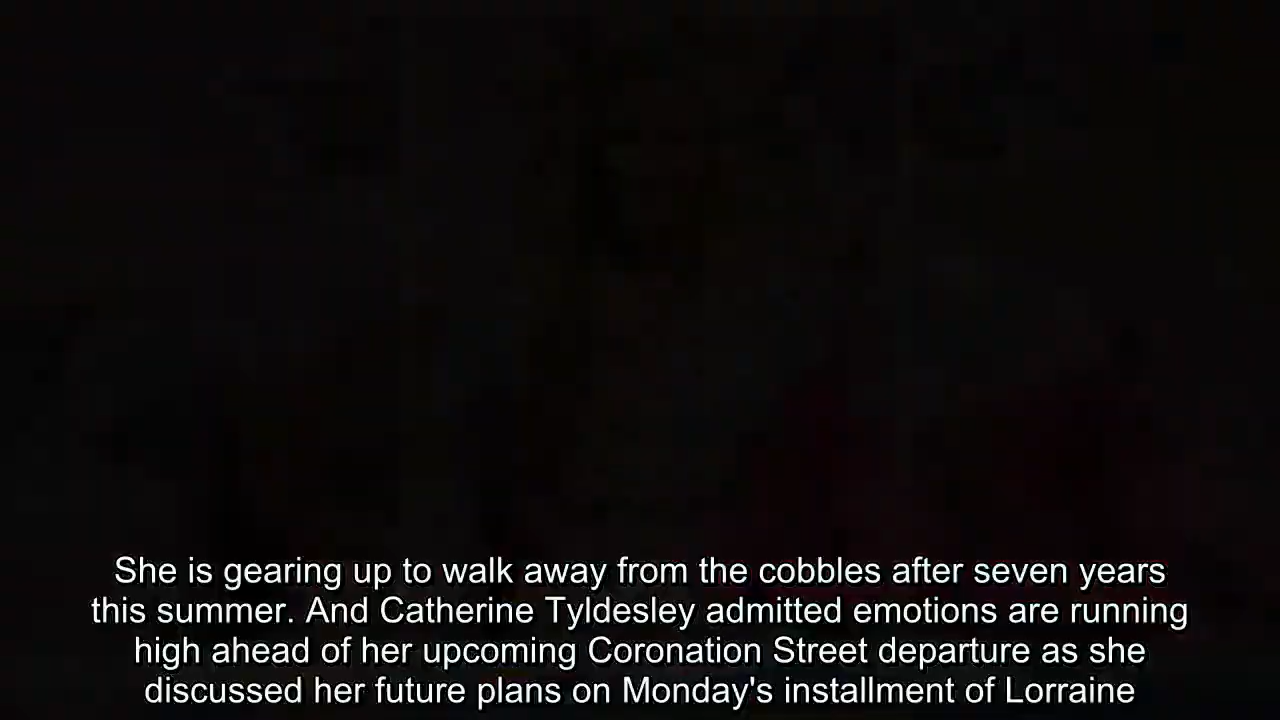 She is gearing up to walk away from the cobbles after seven years
this summer. And Catherine Tyldesley admitted emotions are running
high ahead of her upcoming Coronation Street departure as she
discussed her future plans on Monday's installment of Lorraine